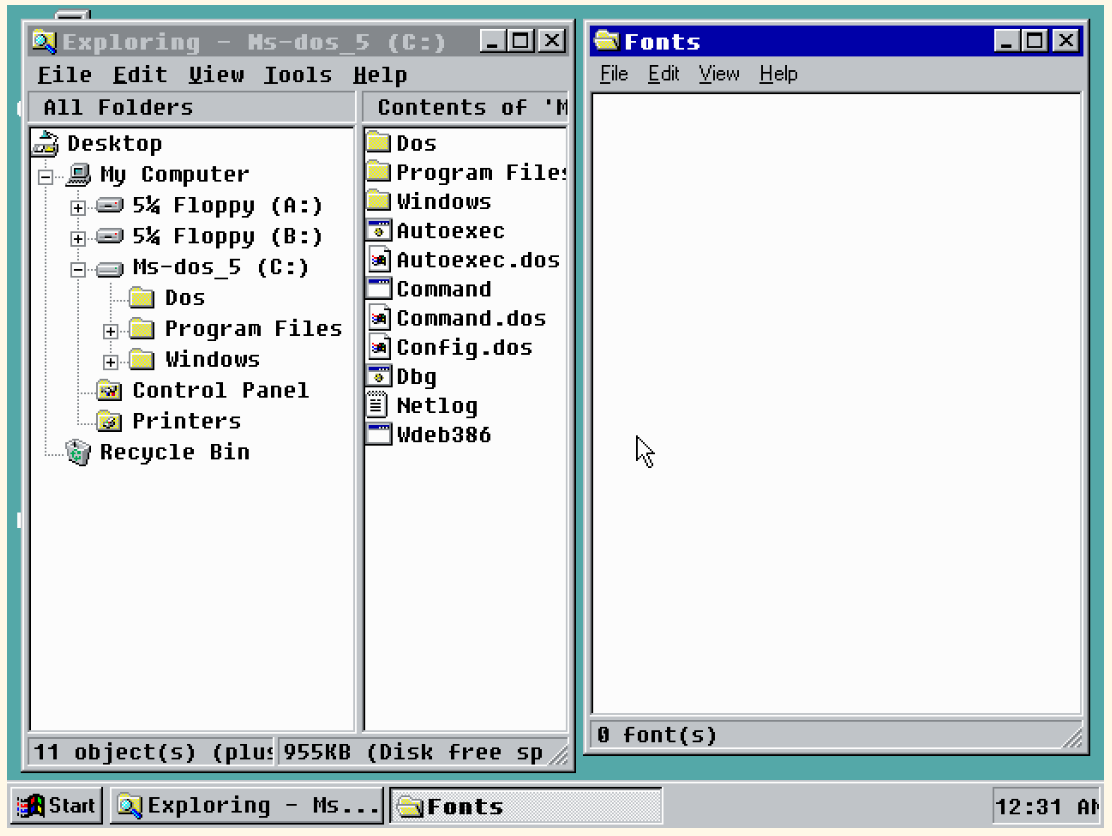 Exploring - Ms-dos_5 (C:)
File Edit View Tools Help
All Folders
Contents of 'M
Desktop
My Computer
5¼ Floppy (A:)
5¼ Floppy (B:)
Ms-dos_5 (C:)
Dos
Program Files
Windows
Control Panel
Printers
Recycle Bin
Dos
Program Files
Windows
Autoexec
Autoexec.dos
Command
Command.dos
Config.dos
Dbg
Netlog
Wdeb386
11 object(s) (plus
955KB (Disk free sp
Fonts
File Edit View Help
0 font(s)
Start
Exploring - Ms...
Fonts
12:31 AM